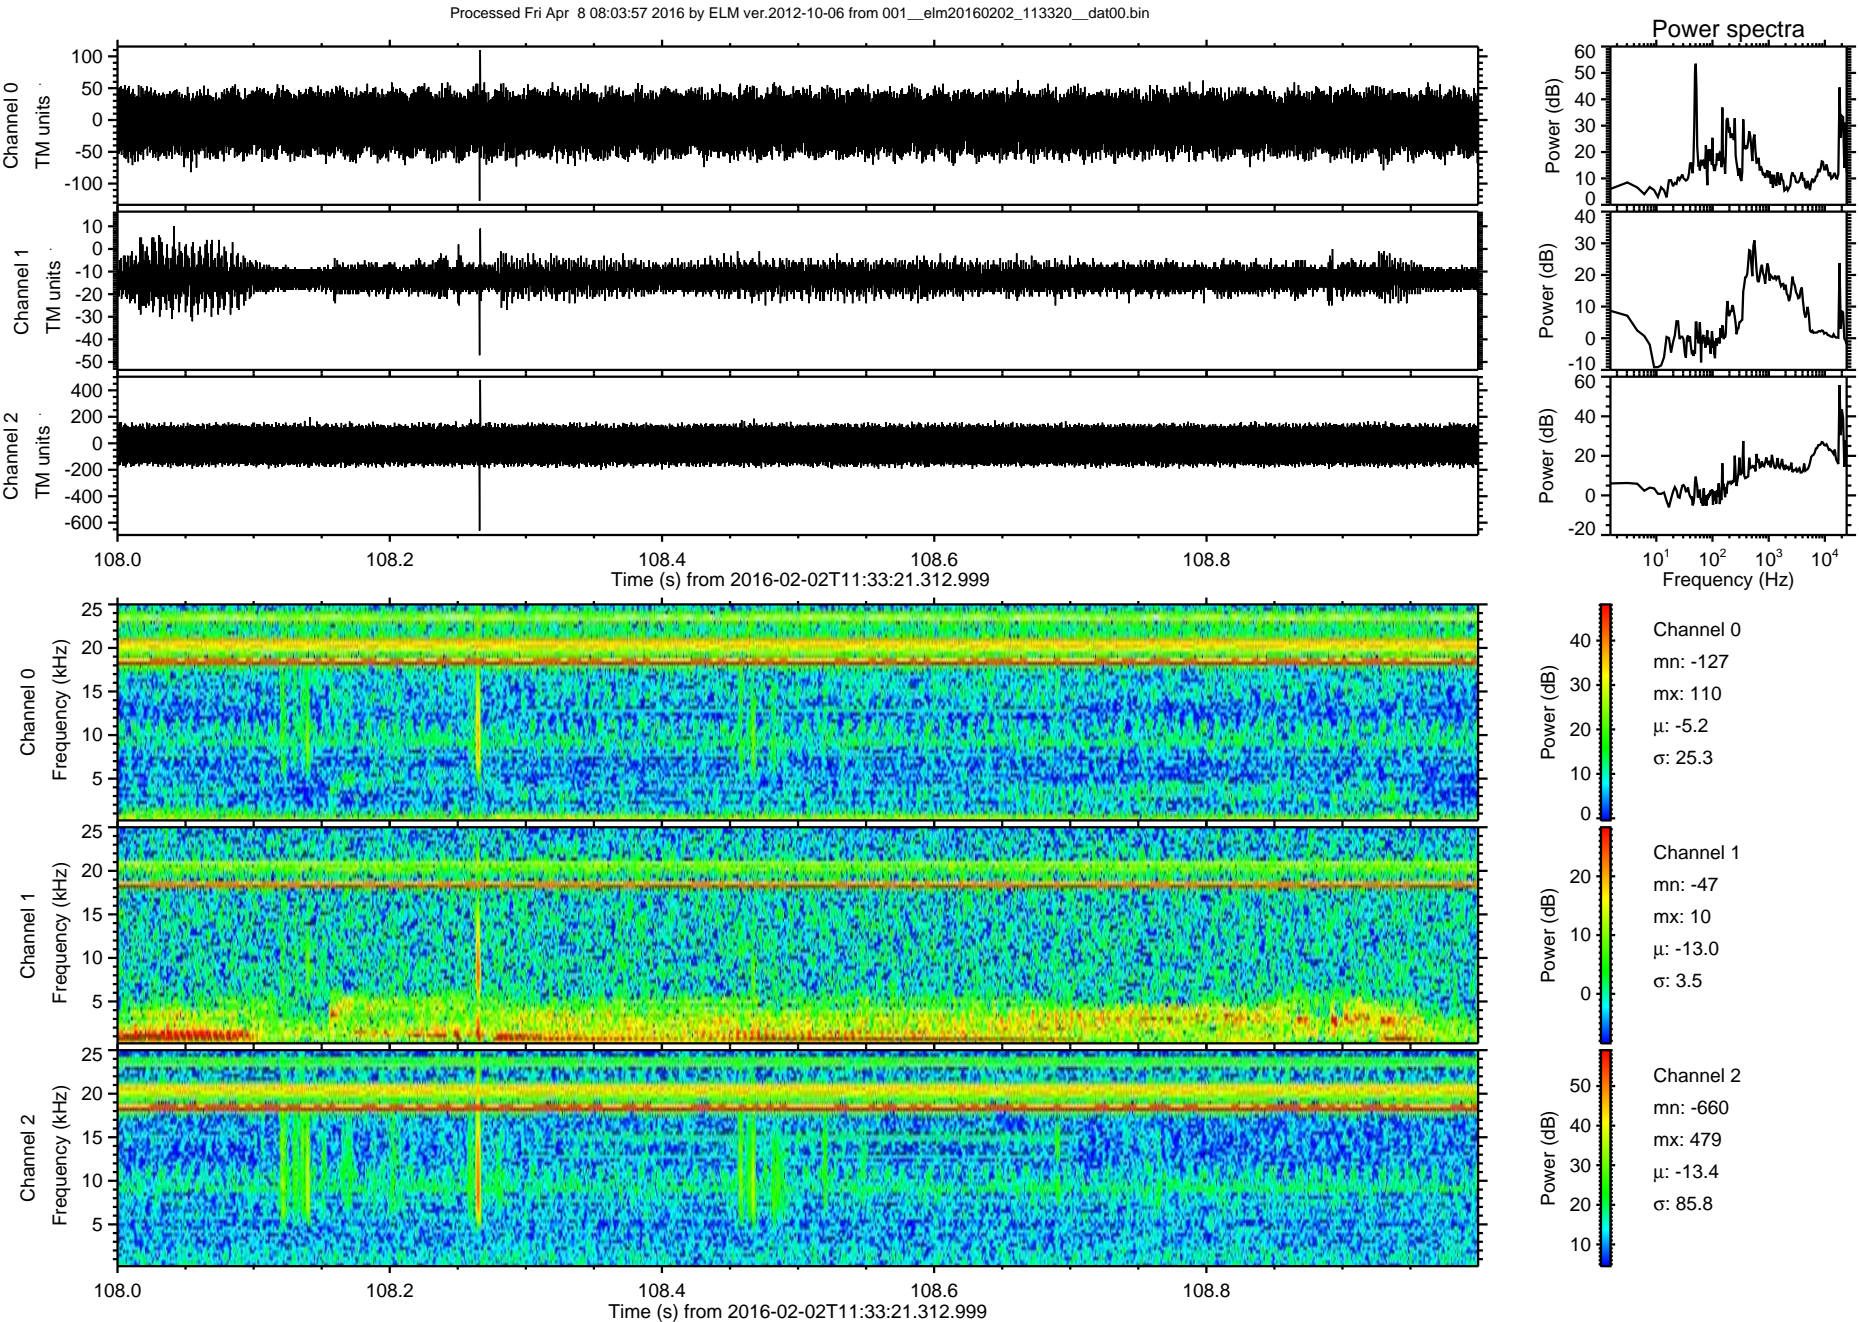 Processed Fri Apr  8 08:03:57 2016 by ELM ver.2012-10-06 from 001__elm20160202_113320__dat00.bin
Power spectra
Channel 0
TM units
100
50
0
-50
-100
Power (dB)
60
50
40
30
20
10
0
Channel 1
TM units
10
0
-10
-20
-30
-40
-50
Power (dB)
40
30
20
10
0
-10
Channel 2
TM units
400
200
0
-200
-400
-600
Power (dB)
60
40
20
0
-20
108.0 108.2 108.4 108.6 108.8
Time (s) from 2016-02-02T11:33:21.312.999
10¹ 10² 10³ 10⁴
Frequency (Hz)
Channel 0
Frequency (kHz)
25
20
15
10
5
Power (dB)
40
30
20
10
0
Channel 0
mn: -127
mx: 110
μ: -5.2
σ: 25.3
Channel 1
Frequency (kHz)
25
20
15
10
5
Power (dB)
20
10
0
Channel 1
mn: -47
mx: 10
μ: -13.0
σ: 3.5
Channel 2
Frequency (kHz)
25
20
15
10
5
Power (dB)
50
40
30
20
10
Channel 2
mn: -660
mx: 479
μ: -13.4
σ: 85.8
108.0 108.2 108.4 108.6 108.8
Time (s) from 2016-02-02T11:33:21.312.999